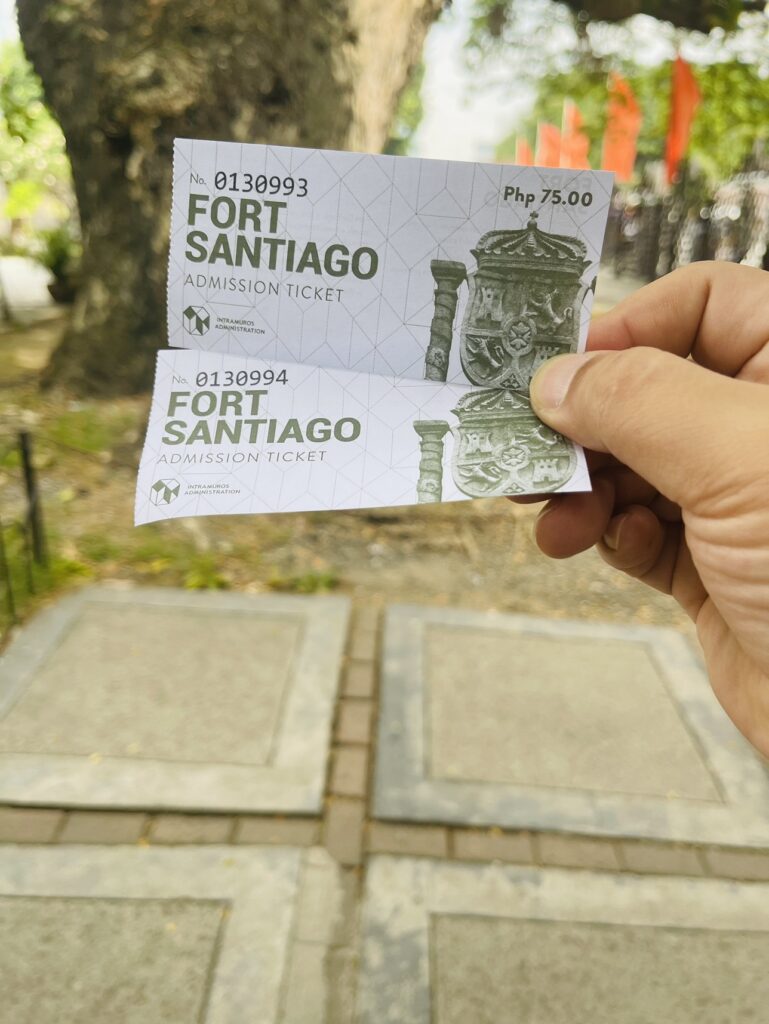 No. 0130993
Php 75.00
FORT
SANTIAGO
ADMISSION TICKET
INTRAMUROS
ADMINISTRATION
No. 0130994
FORT
SANTIAGO
ADMISSION TICKET
INTRAMUROS
ADMINISTRATION